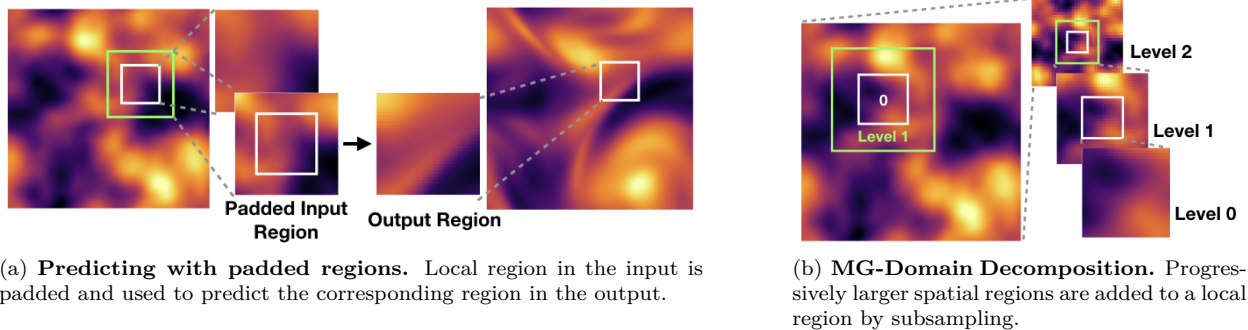 Padded Input
Region
Output Region
(a) Predicting with padded regions. Local region in the input is
padded and used to predict the corresponding region in the output.
0
Level 1
Level 2
Level 1
Level 0
(b) MG-Domain Decomposition. Progres-
sively larger spatial regions are added to a local
region by subsampling.